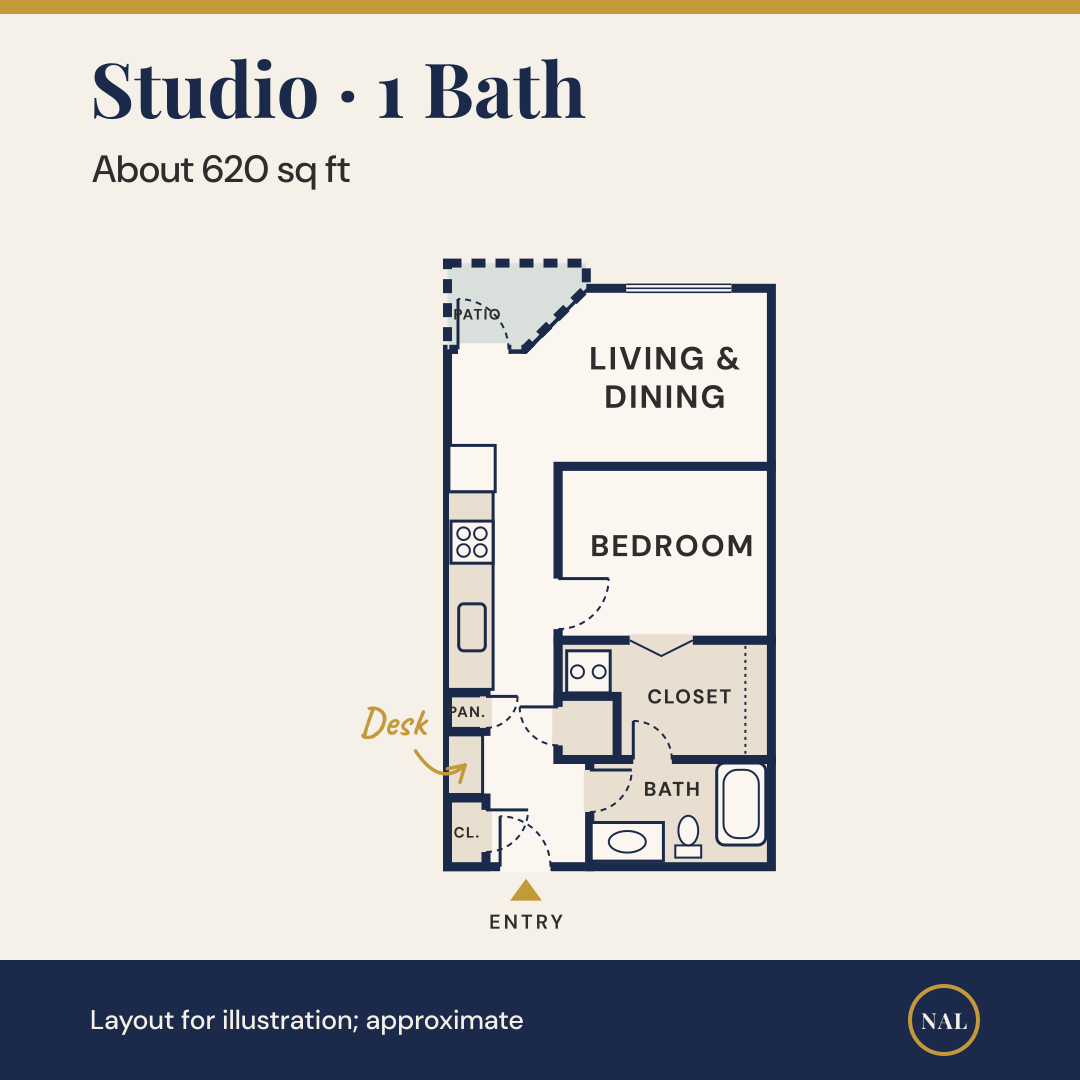 Studio · 1 Bath
About 620 sq ft
PATIO
LIVING &
DINING
BEDROOM
CLOSET
PAN.
Desk
BATH
CL.
ENTRY
Layout for illustration; approximate
NAL